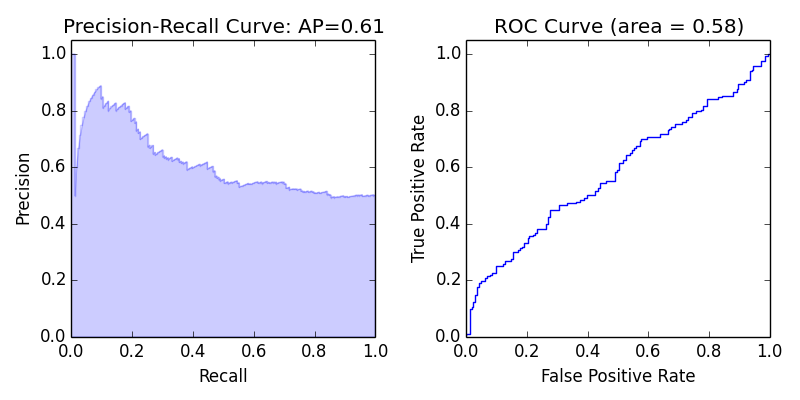 Precision-Recall Curve: AP=0.61
1.0
0.8
0.6
0.4
0.2
0.0
Precision
0.0 0.2 0.4 0.6 0.8 1.0
Recall
ROC Curve (area = 0.58)
1.0
0.8
0.6
0.4
0.2
0.0
True Positive Rate
0.0 0.2 0.4 0.6 0.8 1.0
False Positive Rate